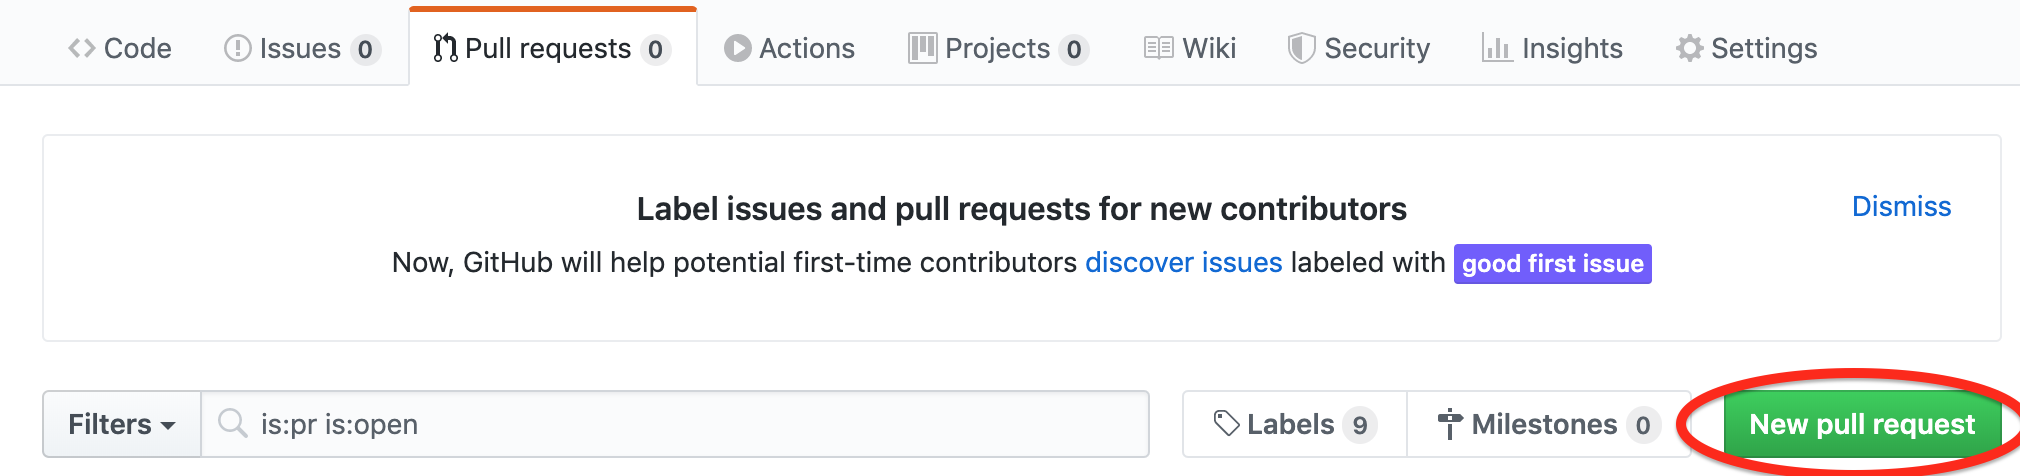 Code Issues 0 Pull requests 0 Actions Projects 0 Wiki Security Insights Settings
Label issues and pull requests for new contributors
Dismiss
Now, GitHub will help potential first-time contributors discover issues labeled with good first issue
Filters is:pr is:open Labels 9 Milestones 0 New pull request